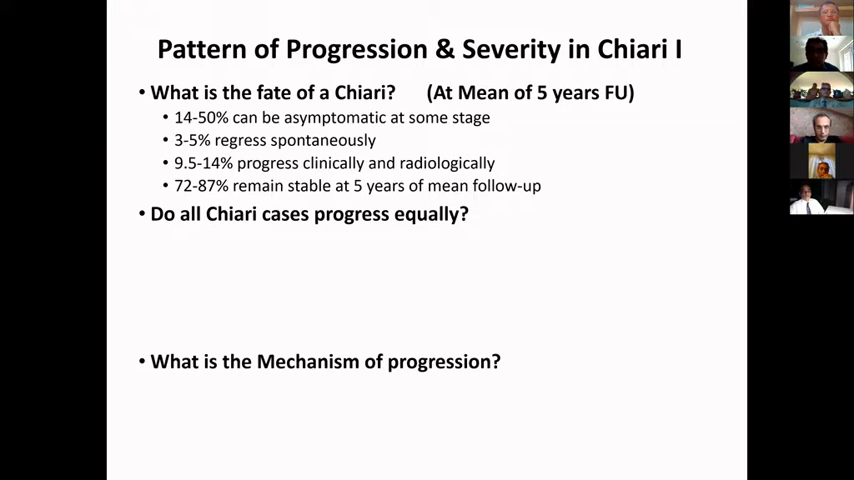 Pattern of Progression & Severity in Chiari I
• What is the fate of a Chiari? (At Mean of 5 years FU)
• 14-50% can be asymptomatic at some stage
• 3-5% regress spontaneously
• 9.5-14% progress clinically and radiologically
• 72-87% remain stable at 5 years of mean follow-up
• Do all Chiari cases progress equally?
• What is the Mechanism of progression?